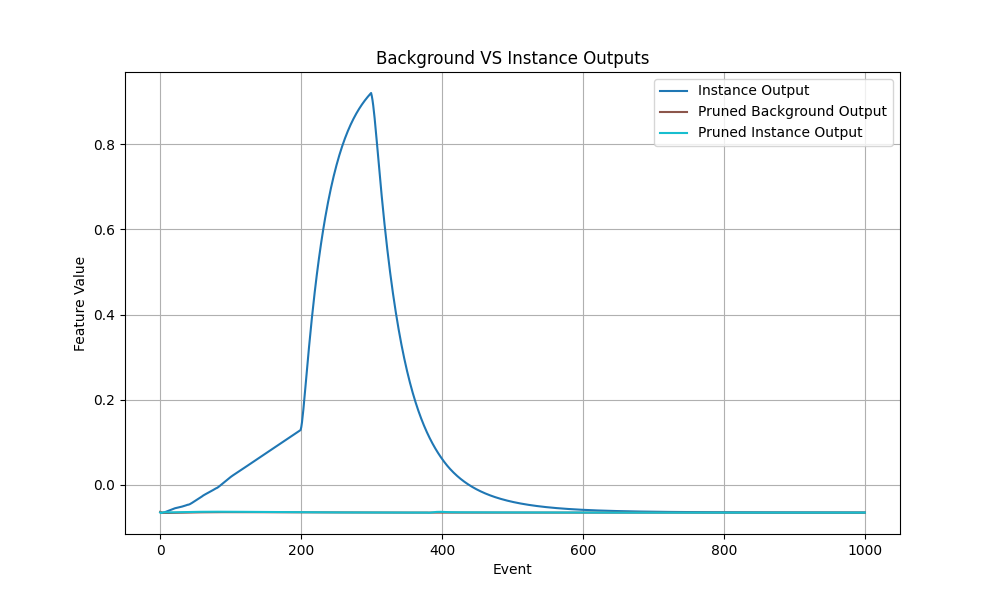 Background VS Instance Outputs
Instance Output
Pruned Background Output
Pruned Instance Output
0.8
0.6
0.4
0.2
0.0
Feature Value
0 200 400 600 800 1000
Event